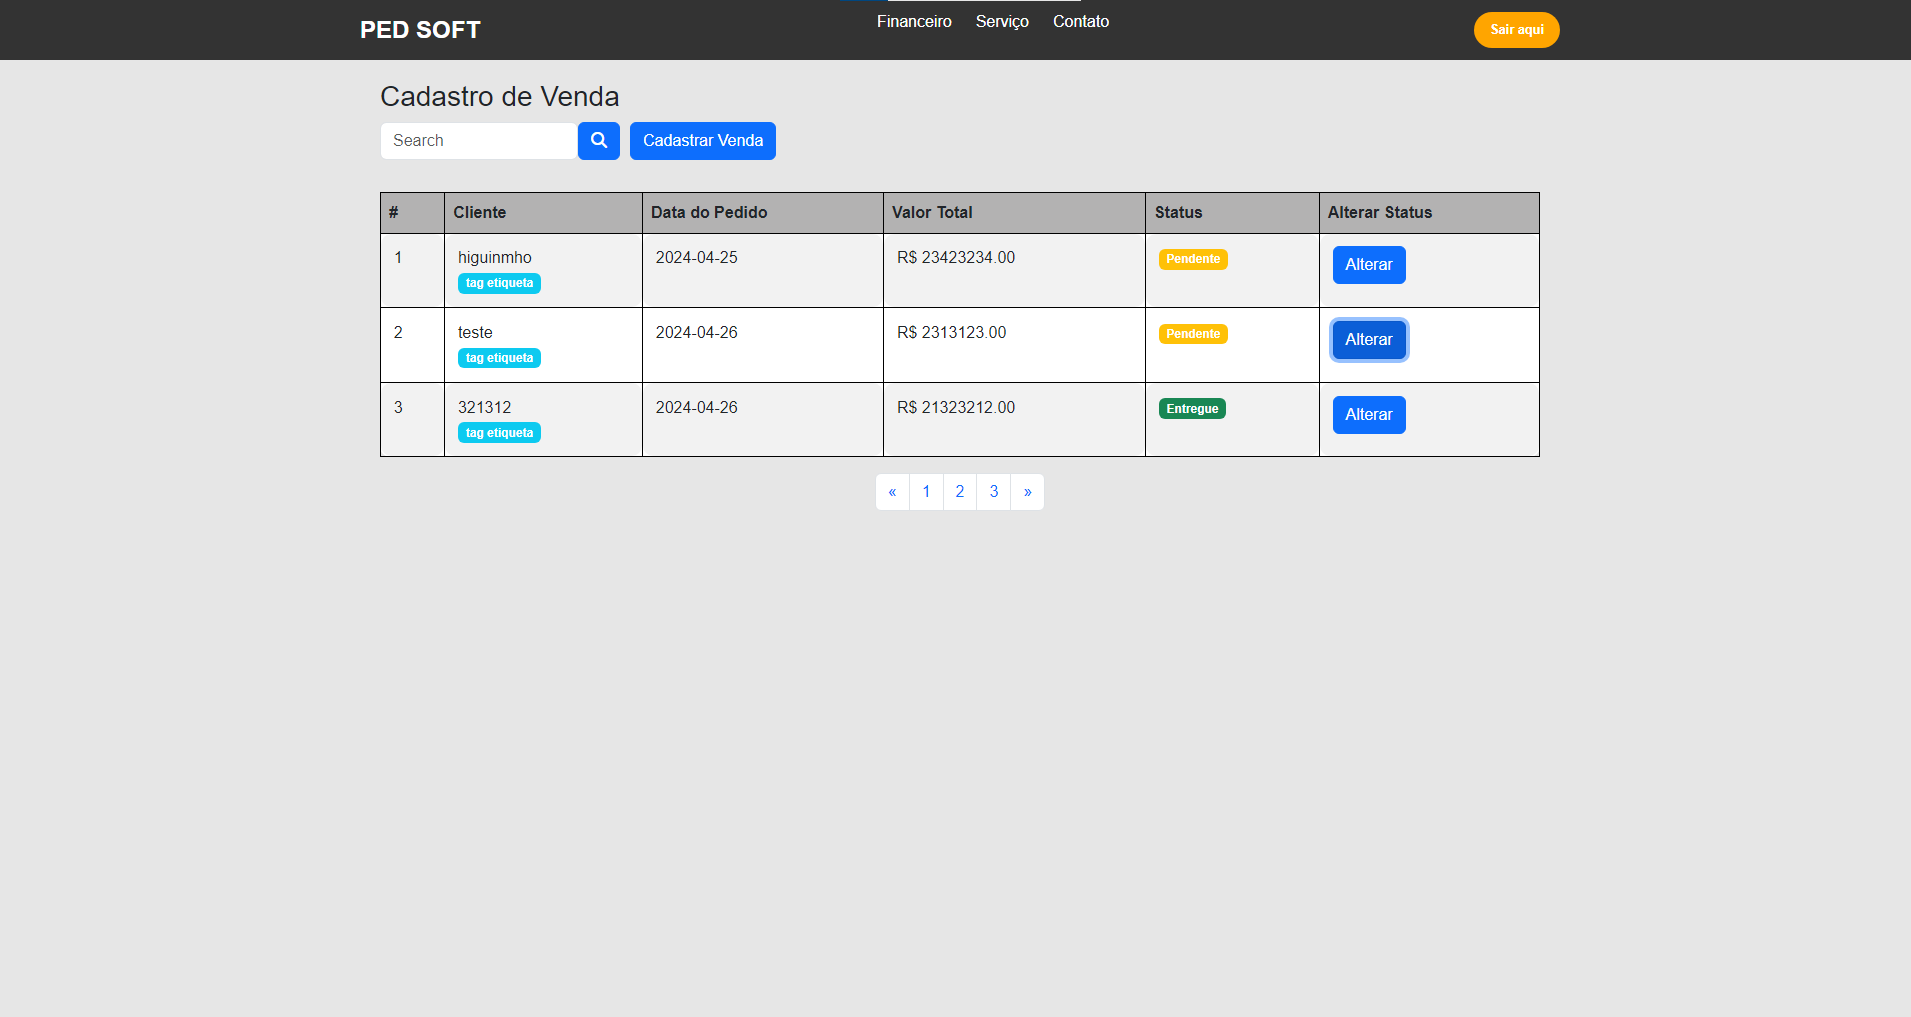 PED SOFT
Financeiro Serviço Contato
Sair aqui
Cadastro de Venda
Search
Cadastrar Venda
# Cliente Data do Pedido Valor Total Status Alterar Status
1 higuinmho 2024-04-25 R$ 23423234.00 Pendente Alterar
tag etiqueta
2 teste 2024-04-26 R$ 2313123.00 Pendente Alterar
tag etiqueta
3 321312 2024-04-26 R$ 21323212.00 Entregue Alterar
tag etiqueta
« 1 2 3 »